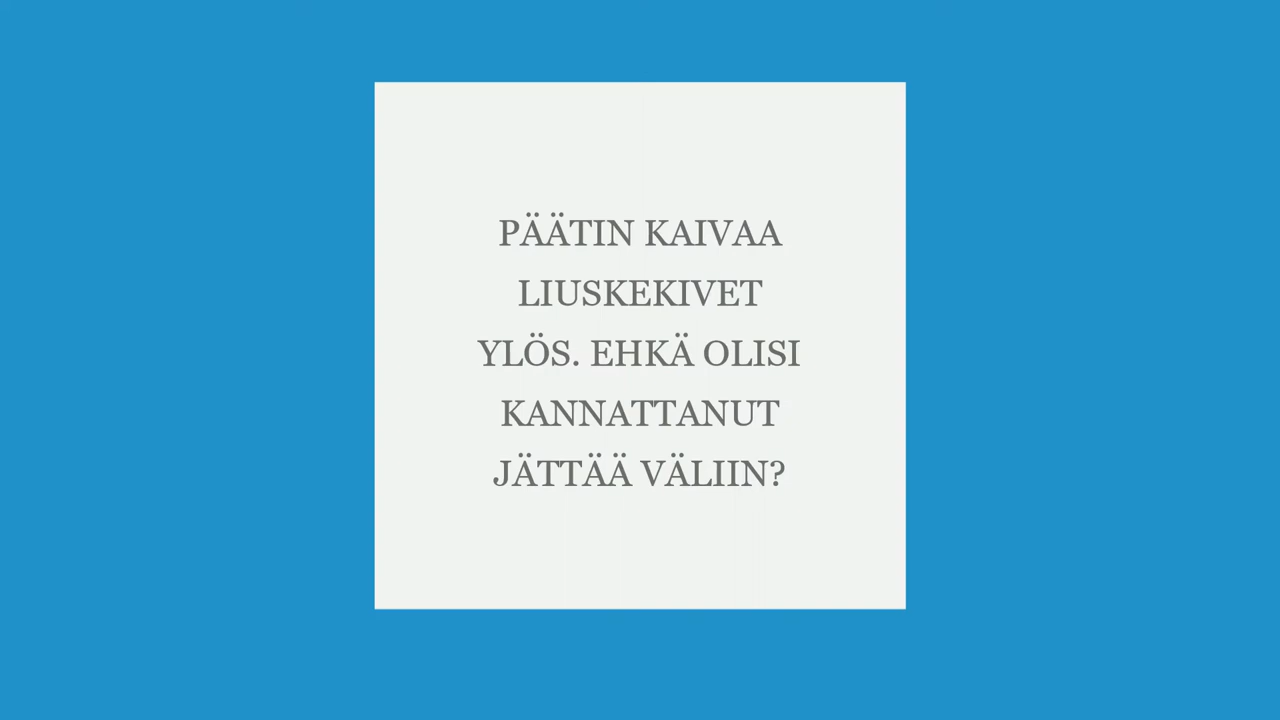 PÄÄTIN KAIVAA
LIUSKEKIVET
YLÖS. EHKÄ OLISI
KANNATTANUT
JÄTTÄÄ VÄLIIN?